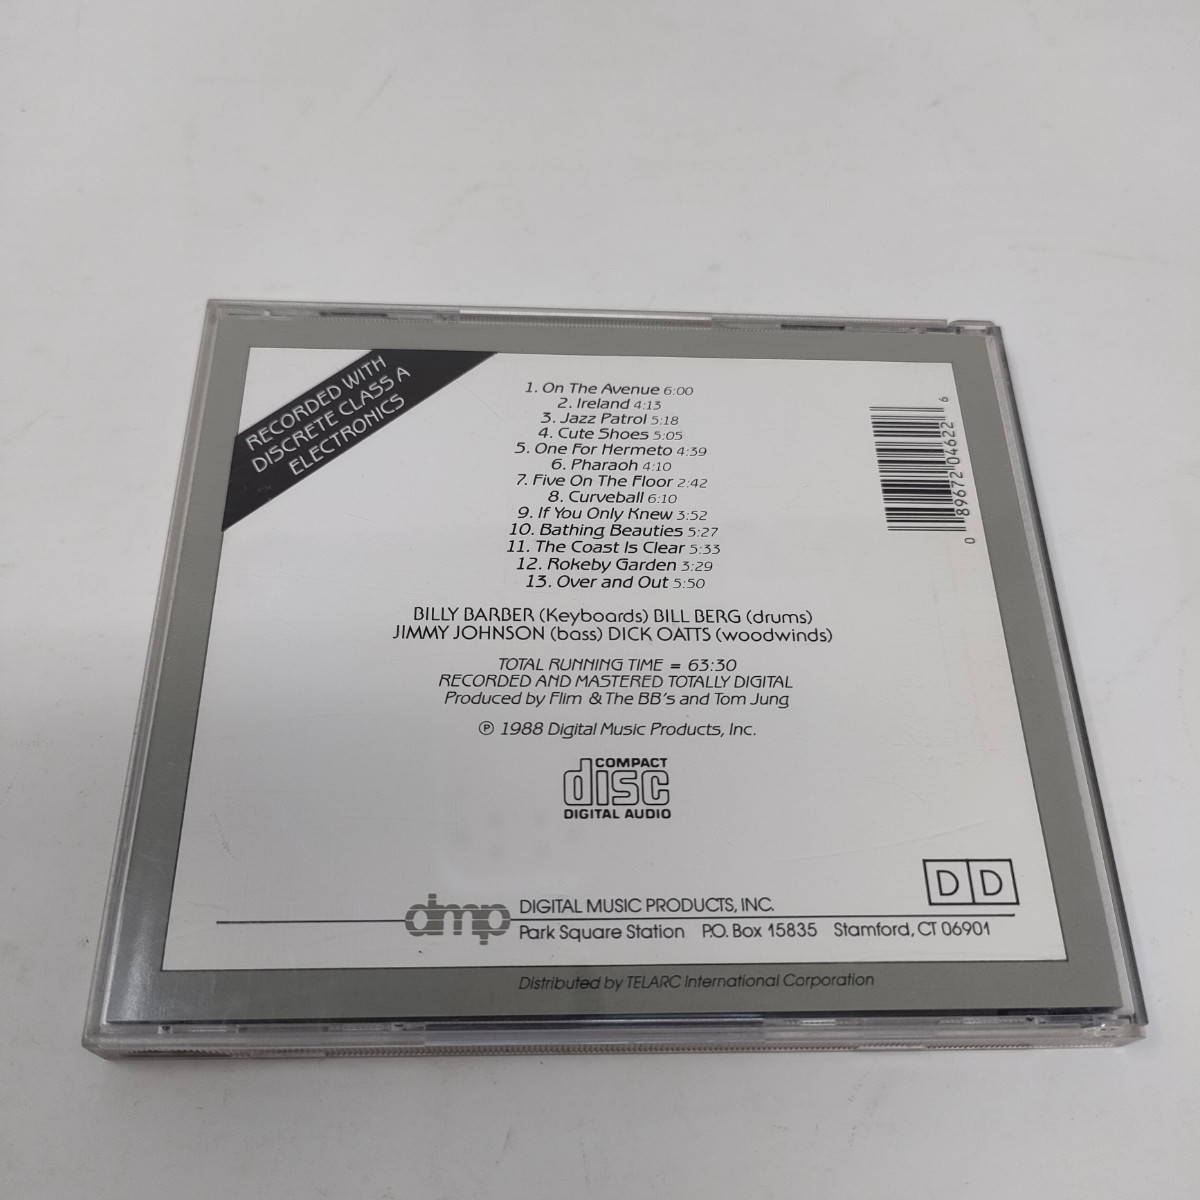 RECORDED WITH
DISCRETE CLASS A
ELECTRONICS
1. On The Avenue 6:00
2. Ireland 4:13
3. Jazz Patrol 5:18
4. Cute Shoes 5:05
5. One For Hermeto 4:39
6. Pharaoh 4:10
7. Five On The Floor 2:42
8. Curveball 6:10
9. If You Only Knew 3:52
10. Bathing Beauties 5:27
11. The Coast Is Clear 5:33
12. Rokeby Garden 3:29
13. Over and Out 5:50
BILLY BARBER (Keyboards) BILL BERG (drums)
JIMMY JOHNSON (bass) DICK OATTS (woodwinds)
TOTAL RUNNING TIME = 63:30
RECORDED AND MASTERED TOTALLY DIGITAL
Produced by Flim & The BB's and Tom Jung
℗ 1988 Digital Music Products, Inc.
COMPACT
disc
DIGITAL AUDIO
0 89672 04622 6
D D
dmp DIGITAL MUSIC PRODUCTS, INC.
Park Square Station P.O. Box 15835 Stamford, CT 06901
Distributed by TELARC International Corporation